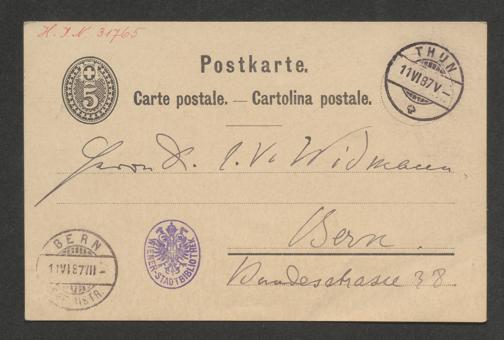 H. I. N. 31765
5
Postkarte.
Carte postale. — Cartolina postale.
THUN
11 VI 87 V –
Herrn Dr. J. V. Widmann.
BERN
11 VI 87 VII –
WIENER-STADTBIBLIOTHEK
Bern.
Bundesstrasse 38